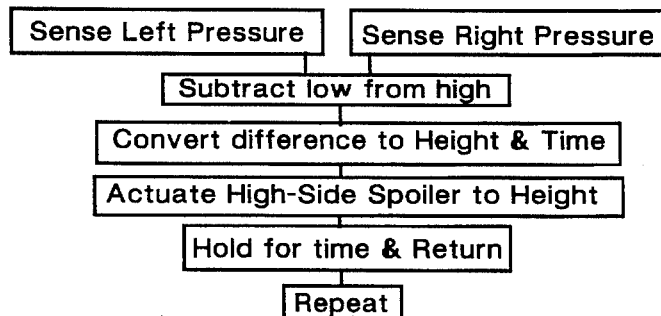 Sense Left Pressure
Sense Right Pressure
Subtract low from high
Convert difference to Height & Time
Actuate High-Side Spoiler to Height
Hold for time & Return
Repeat